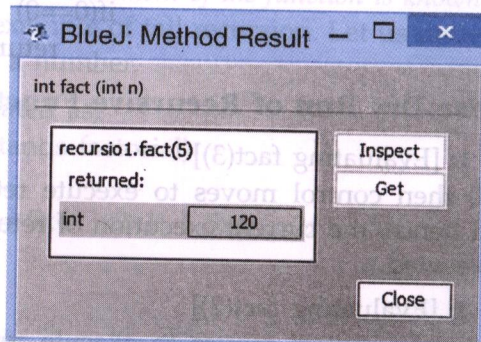 BlueJ: Method Result
int fact (int n)
recursio1.fact(5)
returned:
int 120
Inspect
Get
Close